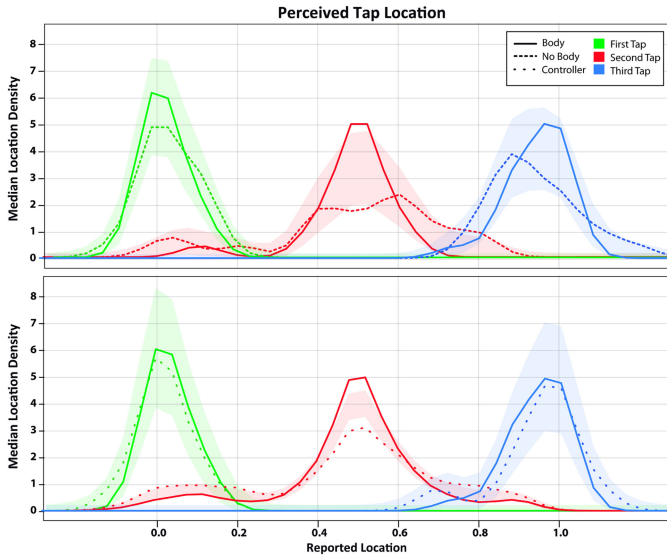 Perceived Tap Location
Median Location Density
8
7
6
5
4
3
2
1
0
Body
No Body
Controller
First Tap
Second Tap
Third Tap
Median Location Density
8
7
6
5
4
3
2
1
0
0.0 0.2 0.4 0.6 0.8 1.0
Reported Location